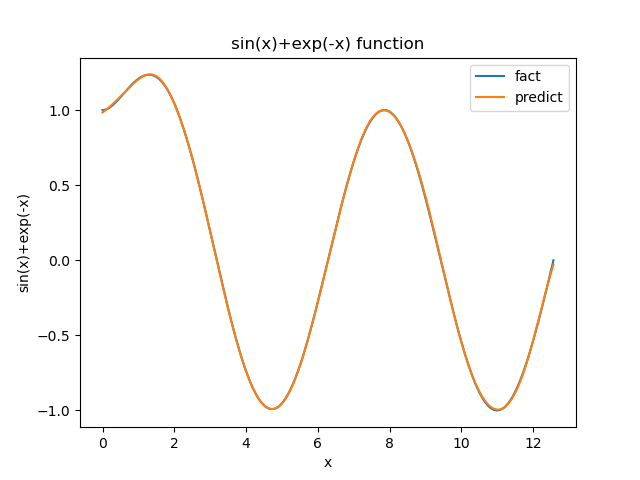 sin(x)+exp(-x) function
fact
predict
sin(x)+exp(-x)
1.0
0.5
0.0
−0.5
−1.0
0 2 4 6 8 10 12
x